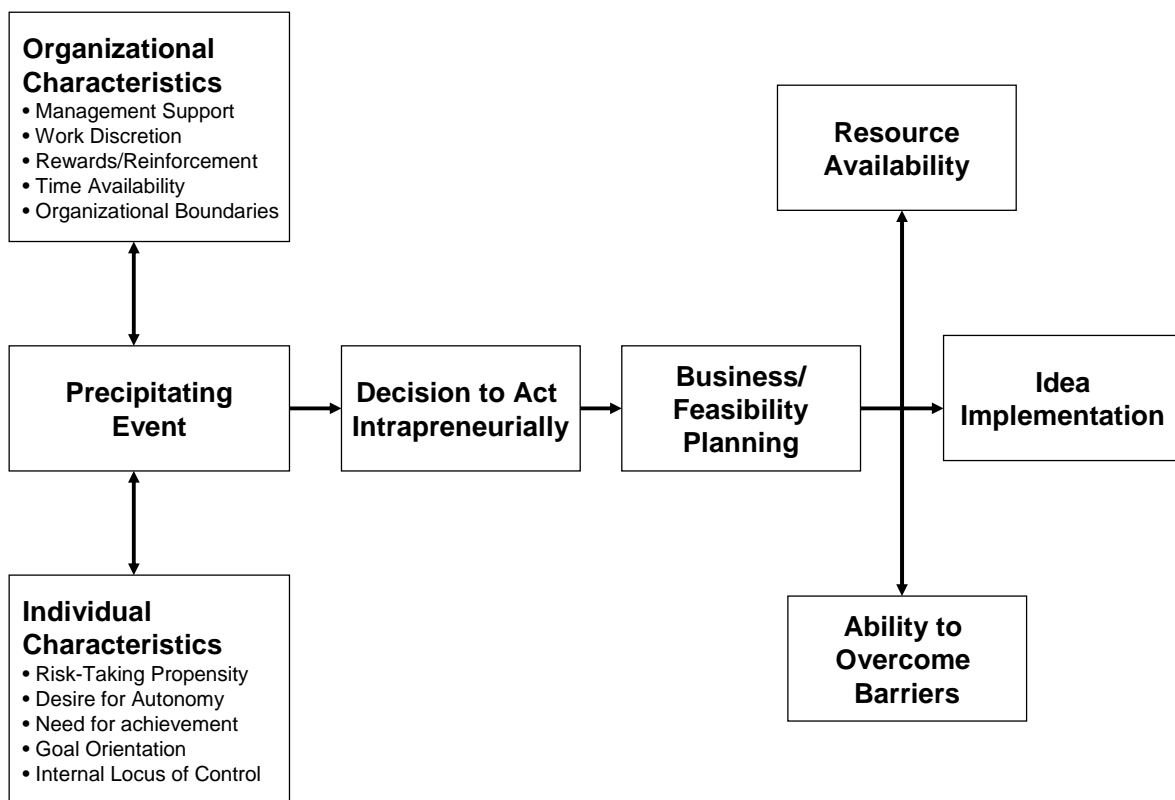 Organizational
Characteristics
• Management Support
• Work Discretion
• Rewards/Reinforcement
• Time Availability
• Organizational Boundaries
Resource
Availability
Precipitating
Event
Decision to Act
Intrapreneurially
Business/
Feasibility
Planning
Idea
Implementation
Individual
Characteristics
• Risk-Taking Propensity
• Desire for Autonomy
• Need for achievement
• Goal Orientation
• Internal Locus of Control
Ability to
Overcome
Barriers